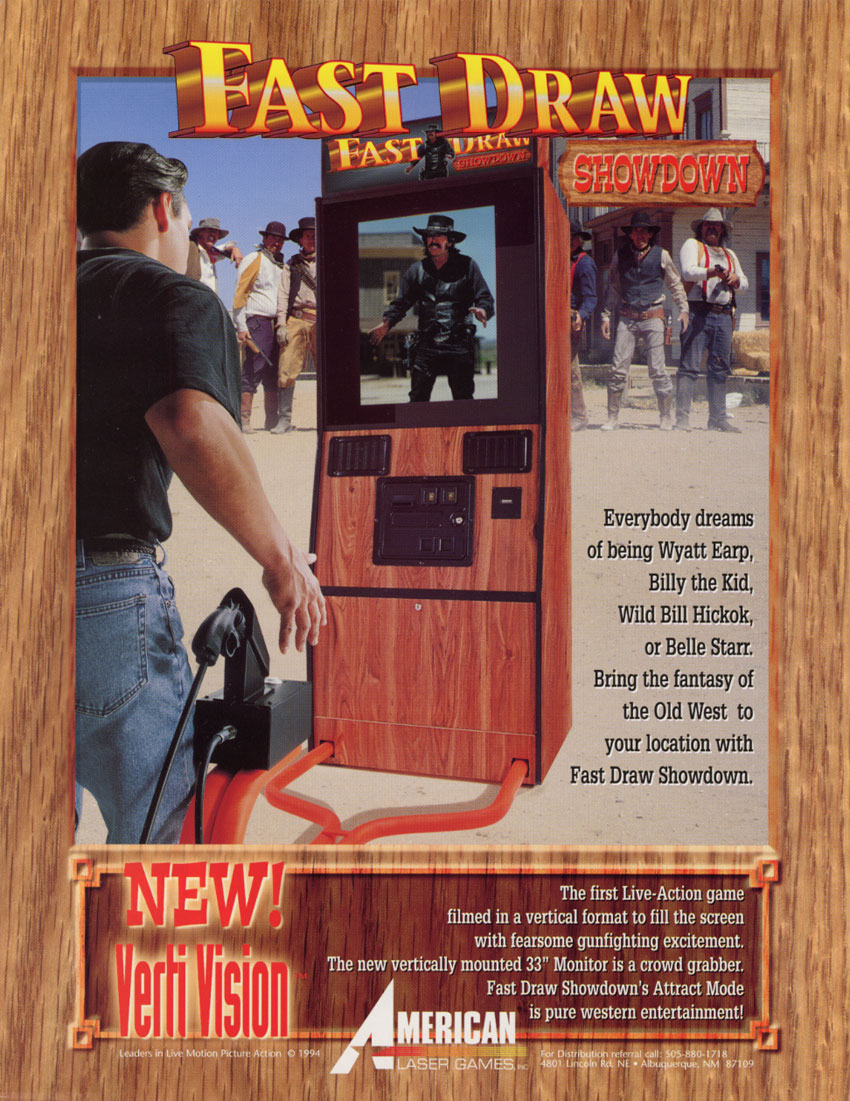 FAST DRAW
SHOWDOWN
FAST DRAW
SHOWDOWN
Everybody dreams
of being Wyatt Earp,
Billy the Kid,
Wild Bill Hickok,
or Belle Starr.
Bring the fantasy of
the Old West to
your location with
Fast Draw Showdown.
NEW!
Verti Vision™
The first Live-Action game
filmed in a vertical format to fill the screen
with fearsome gunfighting excitement.
The new vertically mounted 33" Monitor is a crowd grabber.
Fast Draw Showdown's Attract Mode
is pure western entertainment!
Leaders in Live Motion Picture Action © 1994
AMERICAN
LASER GAMES, INC
For Distribution referral call: 505-880-1718
4801 Lincoln Rd. NE • Albuquerque, NM 87109